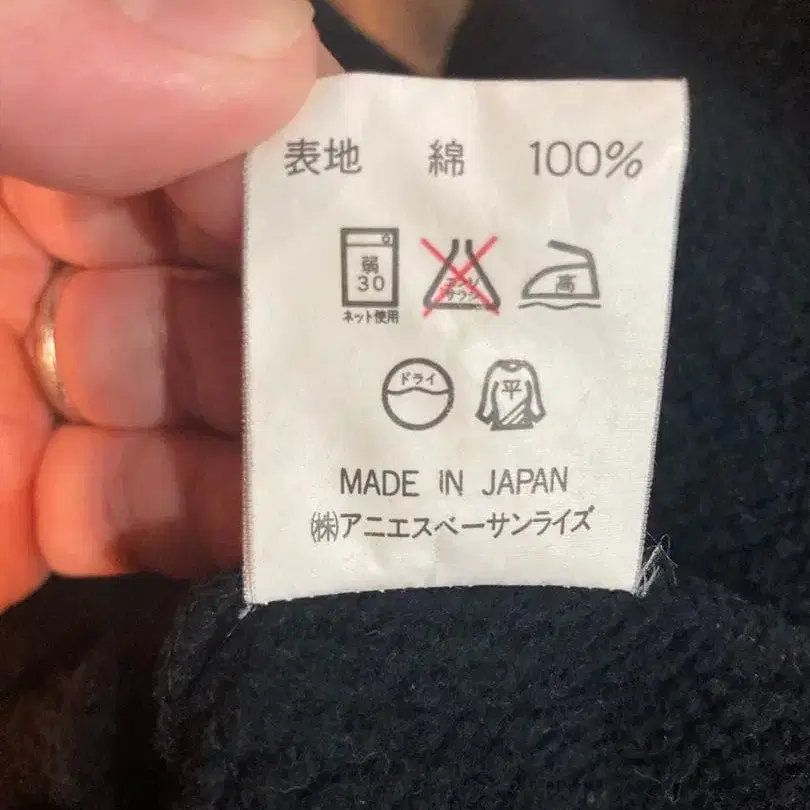 表地 綿 100%
弱
30
ネット使用
エンソ
サラシ
高
ドライ
平
MADE IN JAPAN
㈱アニエスベーサンライズ